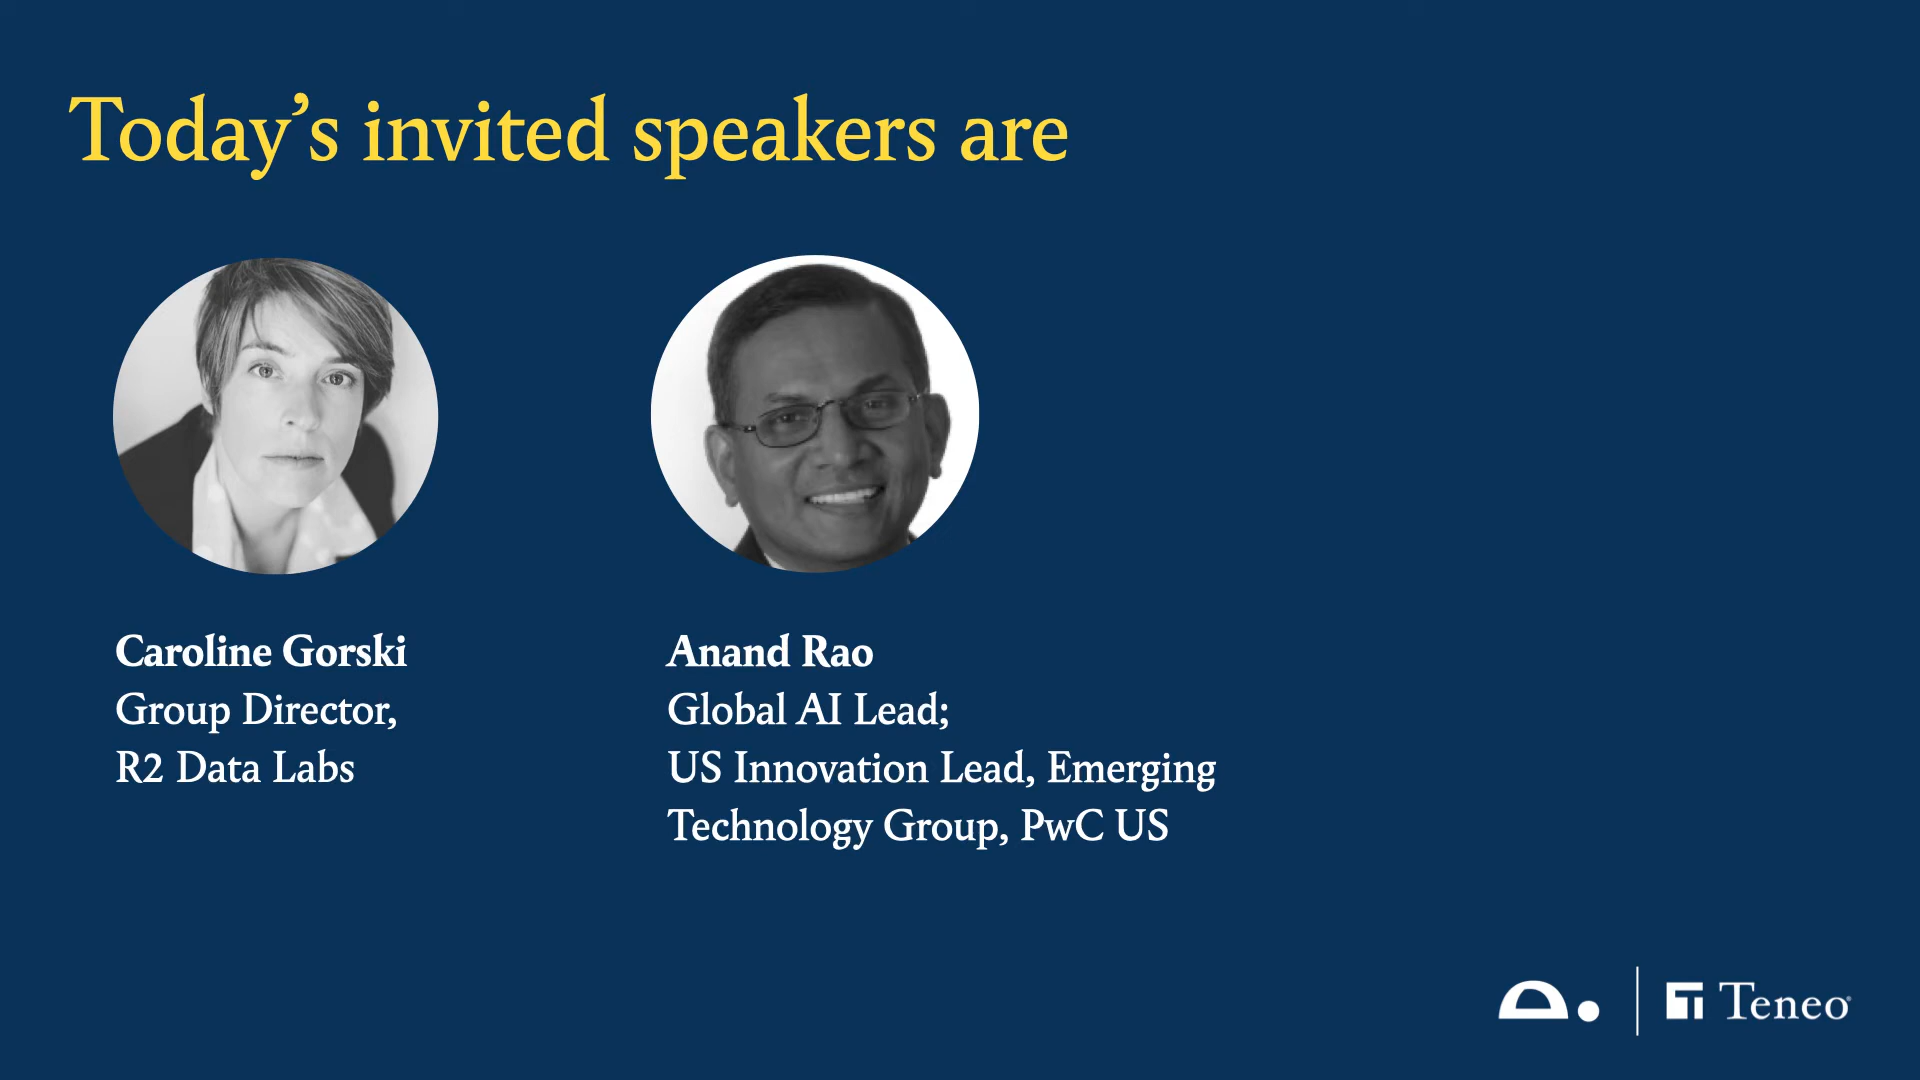 Today’s invited speakers are
Caroline Gorski
Group Director,
R2 Data Labs
Anand Rao
Global AI Lead;
US Innovation Lead, Emerging
Technology Group, PwC US
Teneo